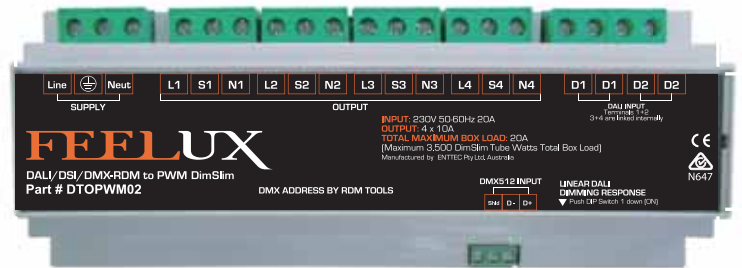 Line Neut L1 S1 N1 L2 S2 N2 L3 S3 N3 L4 S4 N4 D1 D1 D2 D2
SUPPLY OUTPUT DALI INPUT
Terminals 1+2
3+4 are linked internally
INPUT: 230V 50-60Hz 20A
OUTPUT: 4 x 10A
TOTAL MAXIMUM BOX LOAD: 20A
(Maximum 3,500 DimSlim Tube Watts Total Box Load)
Manufactured by ENTTEC Pty Ltd, Australia
FEELUX
DALI/DSI/DMX-RDM to PWM DimSlim
Part # DTOPWM02
DMX ADDRESS BY RDM TOOLS
DMX512 INPUT
Shld D- D+
LINEAR DALI
DIMMING RESPONSE
▼ Push DIP Switch 1 down (ON)
CE
N647